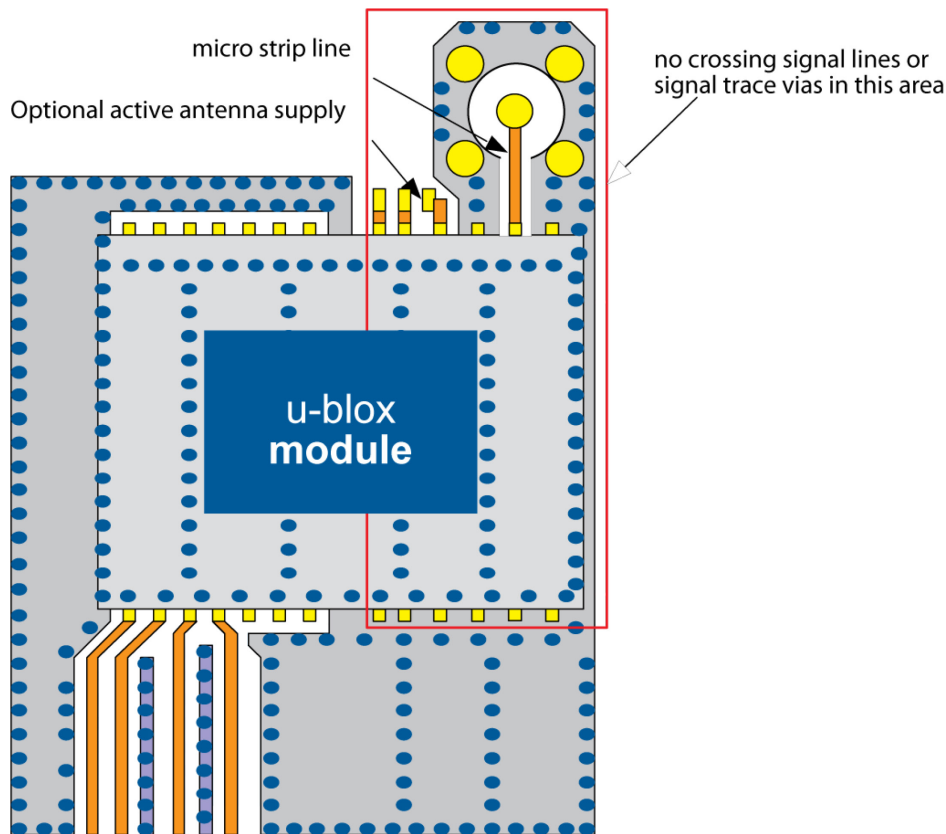 micro strip line
no crossing signal lines or
signal trace vias in this area
Optional active antenna supply
u-blox
module